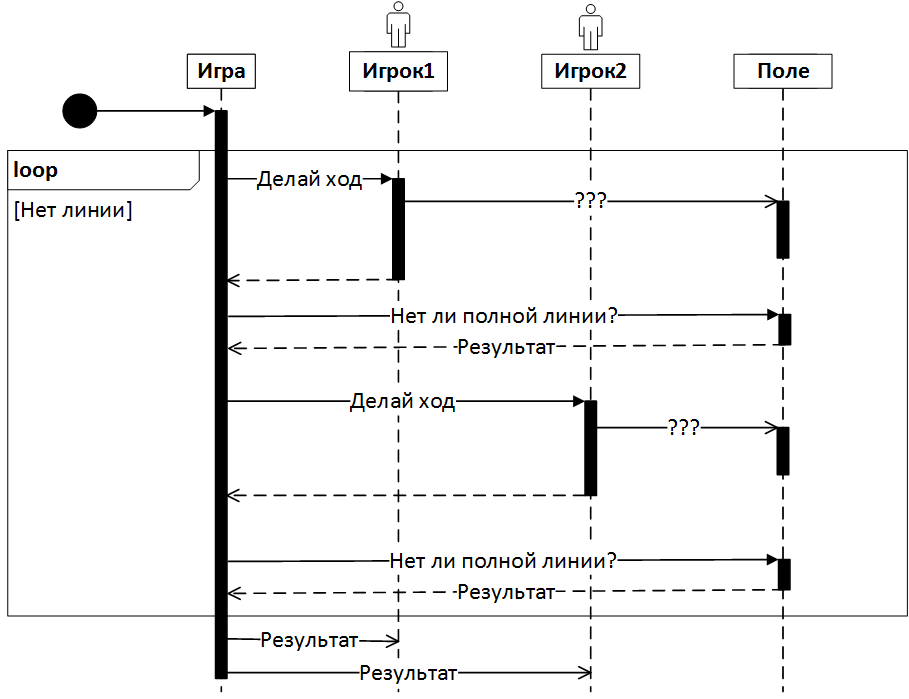 Игра
Игрок1
Игрок2
Поле
loop
[Нет линии]
Делай ход
???
Нет ли полной линии?
Результат
Делай ход
???
Нет ли полной линии?
Результат
Результат
Результат